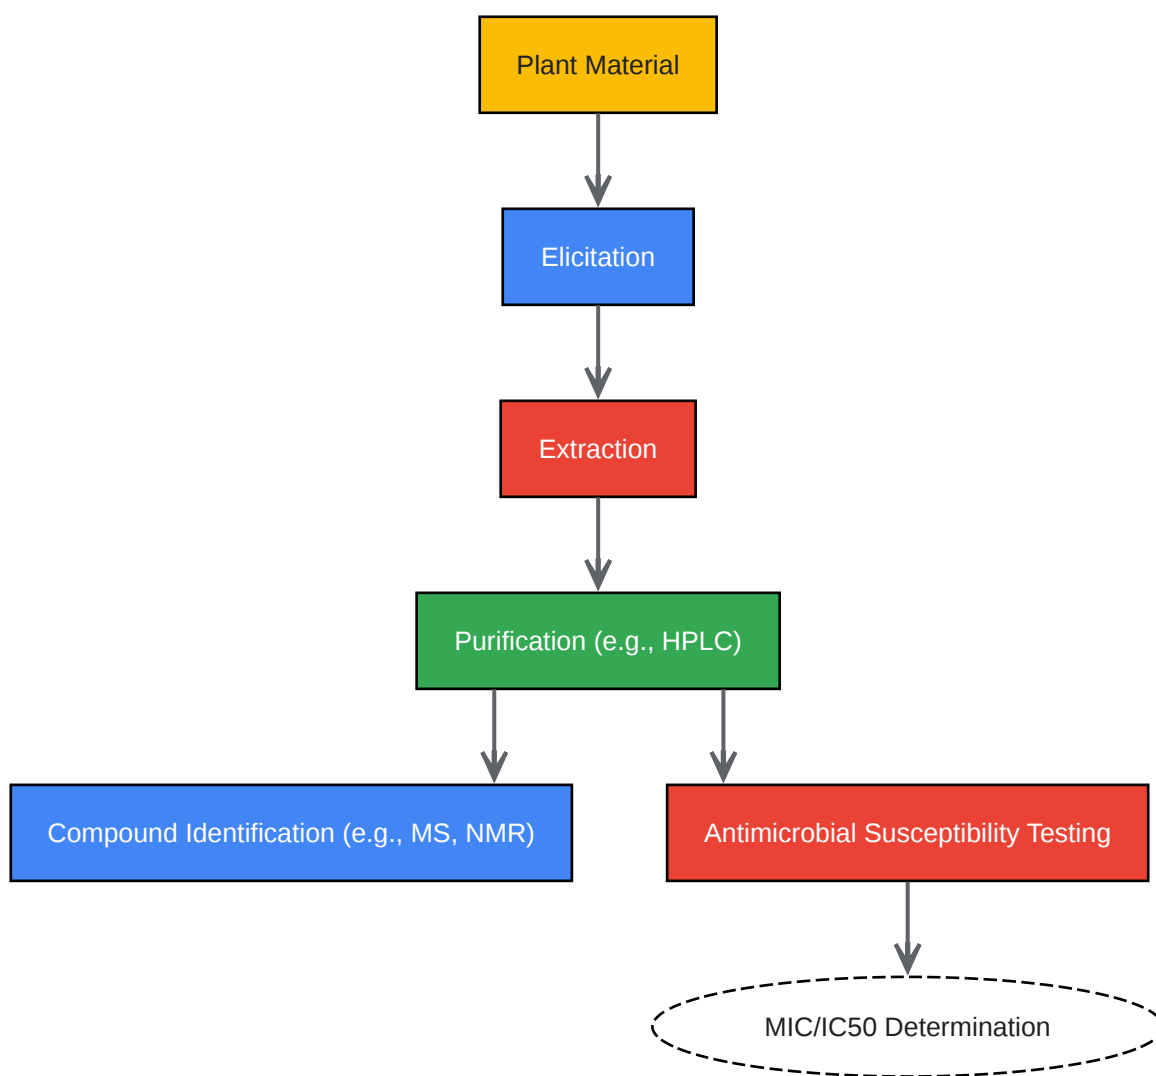 Plant Material
Elicitation
Extraction
Purification (e.g., HPLC)
Compound Identification (e.g., MS, NMR)
Antimicrobial Susceptibility Testing
MIC/IC50 Determination